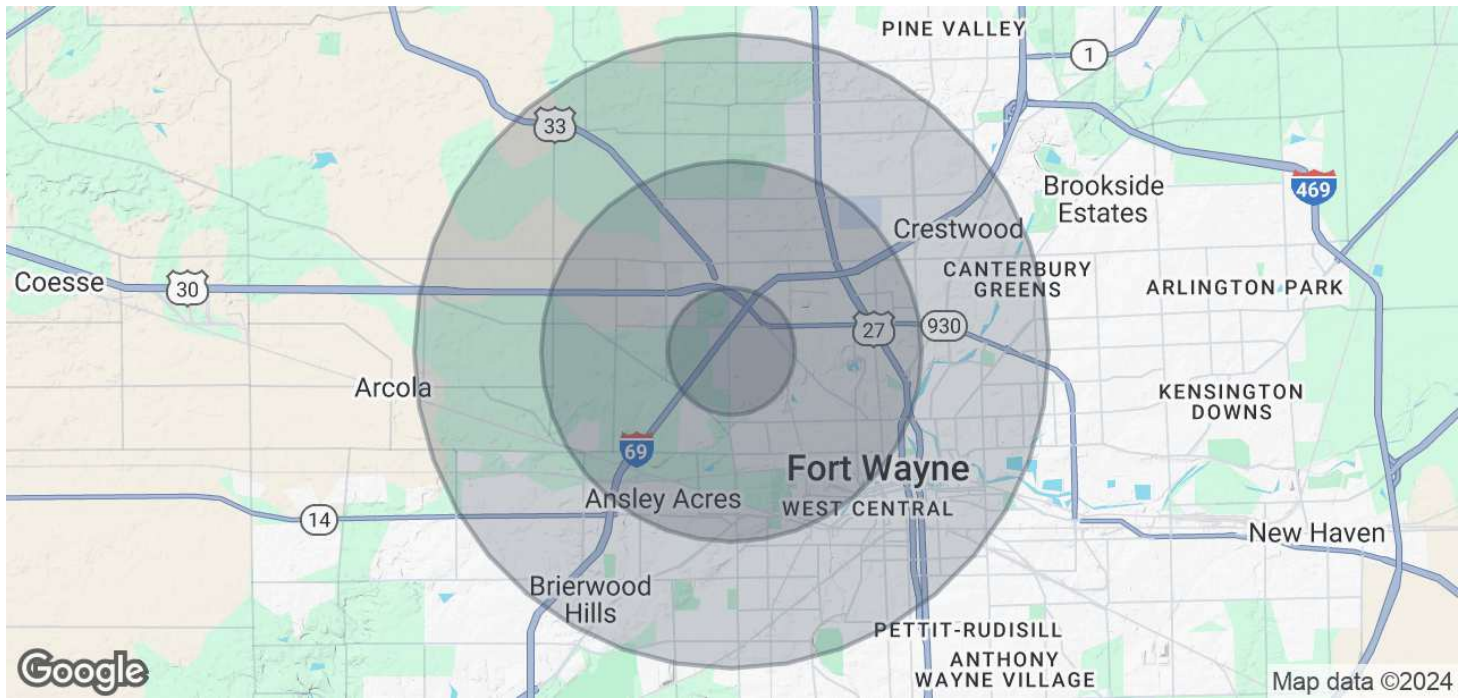 PINE VALLEY
1
33
469
Brookside
Estates
Crestwood
CANTERBURY
GREENS
Coesse
30
ARLINGTON PARK
27
930
Arcola
KENSINGTON
DOWNS
69
Fort Wayne
Ansley Acres
WEST CENTRAL
14
New Haven
Brierwood
Hills
PETTIT-RUDISILL
ANTHONY
WAYNE VILLAGE
Google
Map data ©2024